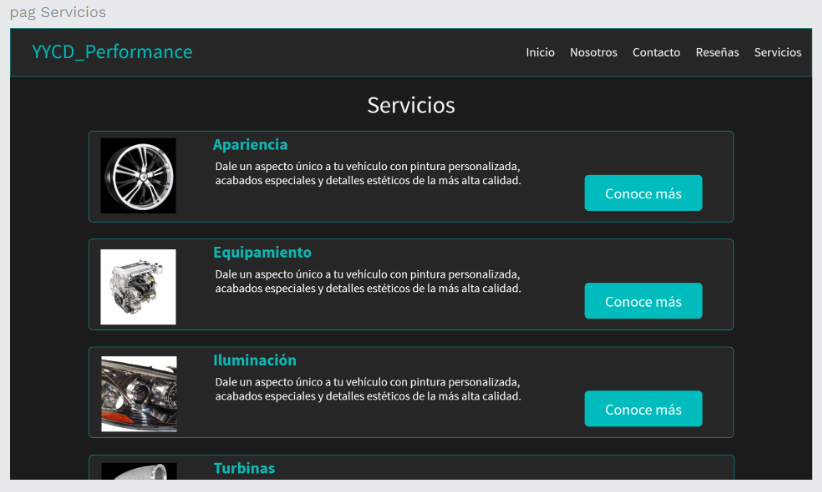 pag Servicios
YYCD_Performance
Inicio Nosotros Contacto Reseñas Servicios
Servicios
Apariencia
Dale un aspecto único a tu vehículo con pintura personalizada,
acabados especiales y detalles estéticos de la más alta calidad.
Conoce más
Equipamiento
Dale un aspecto único a tu vehículo con pintura personalizada,
acabados especiales y detalles estéticos de la más alta calidad.
Conoce más
Iluminación
Dale un aspecto único a tu vehículo con pintura personalizada,
acabados especiales y detalles estéticos de la más alta calidad.
Conoce más
Turbinas